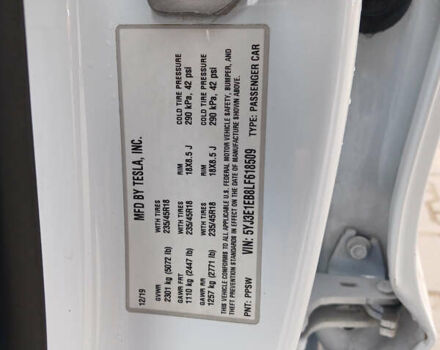 MFD BY TESLA, INC.
12/19
GVWR
2301 kg (5072 lb)
GAWR FRT WITH TIRES RIM COLD TIRE PRESSURE
1110 kg (2447 lb) 235/45R18 18X8.5 J 290 kPa, 42 psi
GAWR RR WITH TIRES RIM COLD TIRE PRESSURE
1257 kg (2771 lb) 235/45R18 18X8.5 J 290 kPa, 42 psi
THIS VEHICLE CONFORMS TO ALL APPLICABLE U.S. FEDERAL MOTOR VEHICLE SAFETY, BUMPER, AND
THEFT PREVENTION STANDARDS IN EFFECT ON THE DATE OF MANUFACTURE SHOWN ABOVE.
VIN: 5YJ3E1EB8LF618509
PNT: PPSW TYPE: PASSENGER CAR